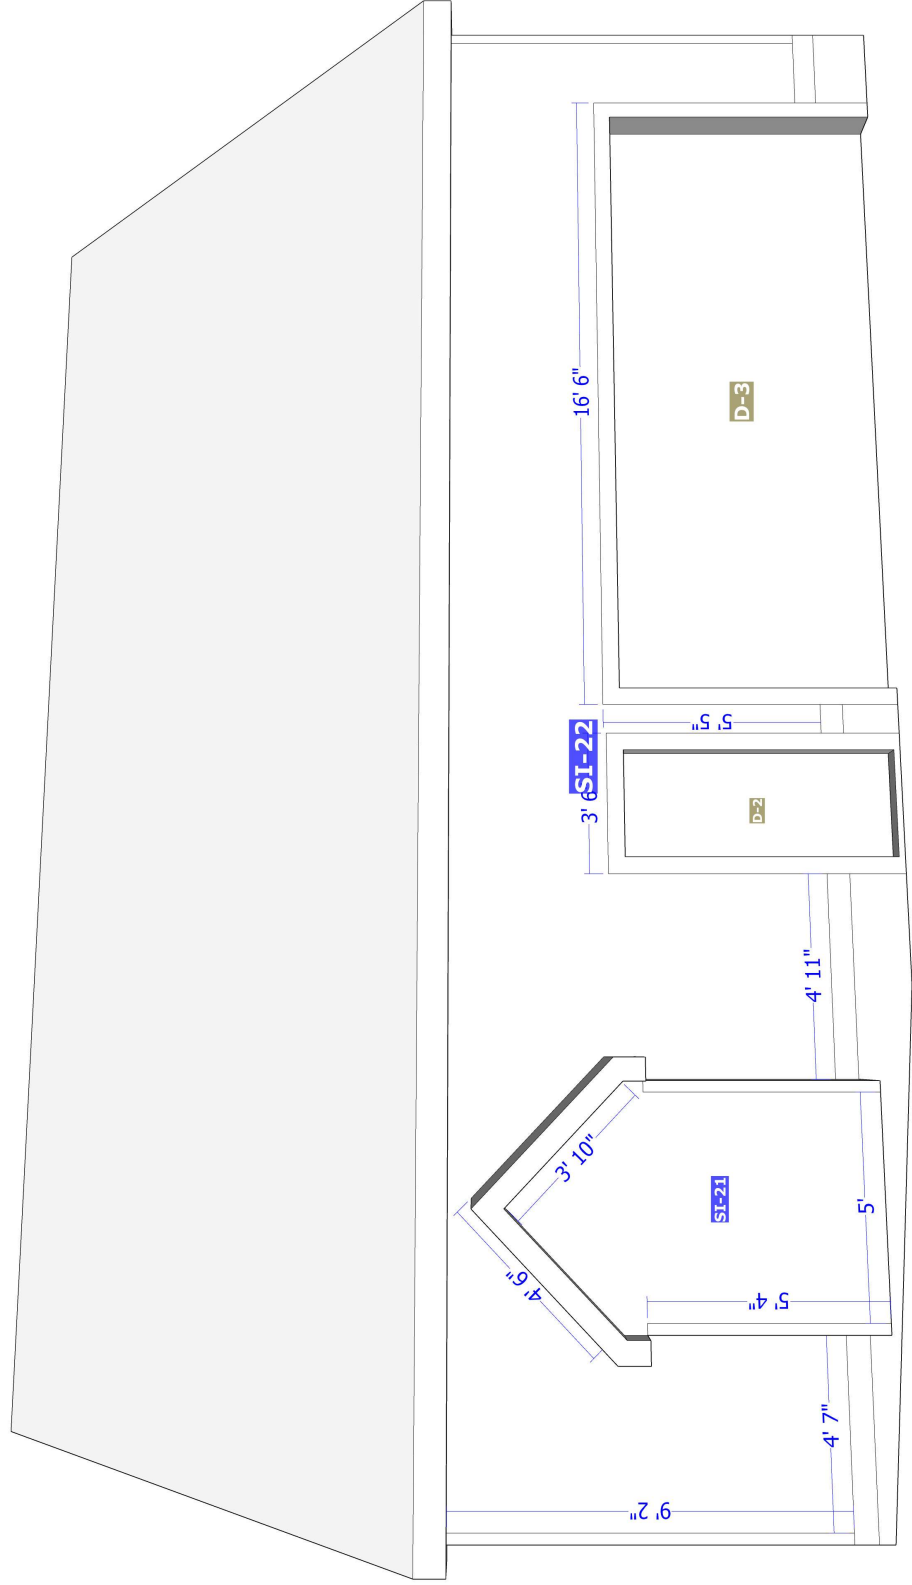 4' 6"
3' 10"
3' 6
SI-22
16' 6"
9' 2"
SI-21
5' 5"
D-3
D-2
5' 4"
4' 11"
4' 7"
5'